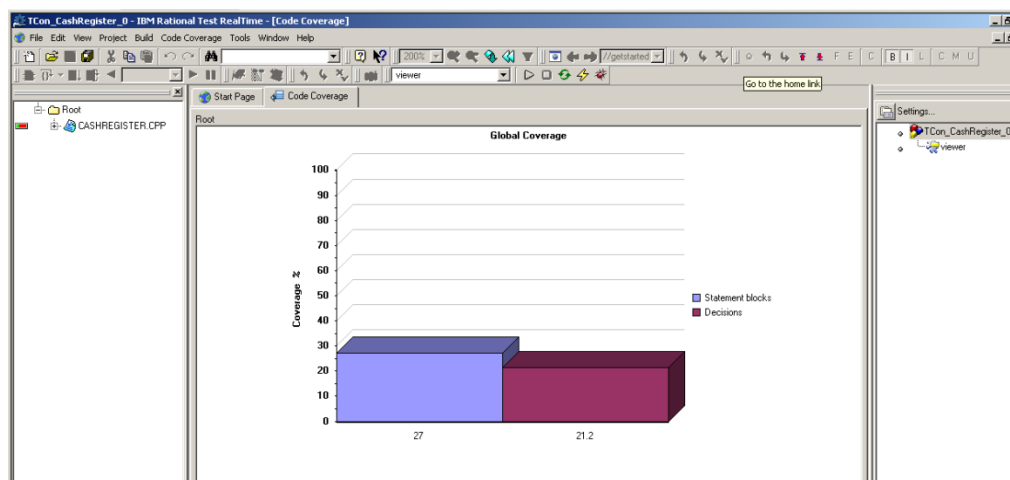 TCon_CashRegister_0 - IBM Rational Test RealTime - [Code Coverage]
File Edit View Project Build Code Coverage Tools Window Help
200% //getstarted F E C B I L C M U
viewer
Go to the home link
Start Page Code Coverage
Root
CASHREGISTER.CPP
Root
Global Coverage
Coverage %
100
90
80
70
60
50
40
30
20
10
0
27 21.2
Statement blocks
Decisions
Settings...
TCon_CashRegister_0
viewer